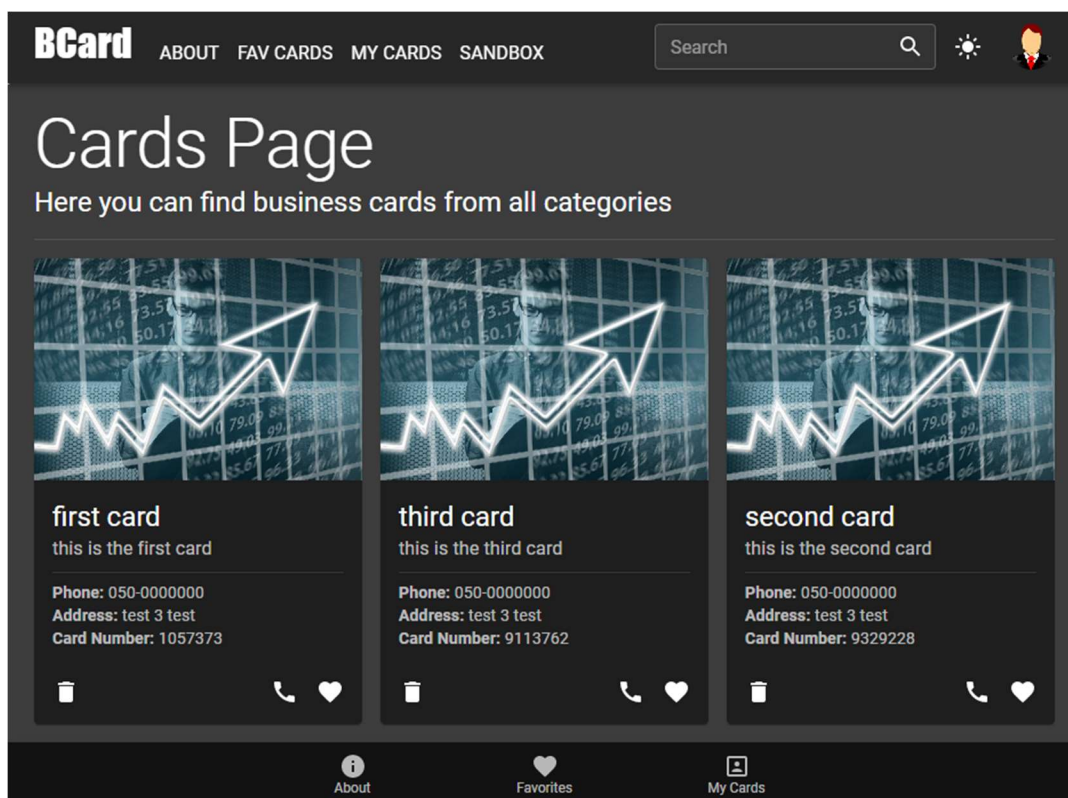 BCard ABOUT FAV CARDS MY CARDS SANDBOX Search
Cards Page
Here you can find business cards from all categories
first card
this is the first card
Phone: 050-0000000
Address: test 3 test
Card Number: 1057373
third card
this is the third card
Phone: 050-0000000
Address: test 3 test
Card Number: 9113762
second card
this is the second card
Phone: 050-0000000
Address: test 3 test
Card Number: 9329228
About Favorites My Cards